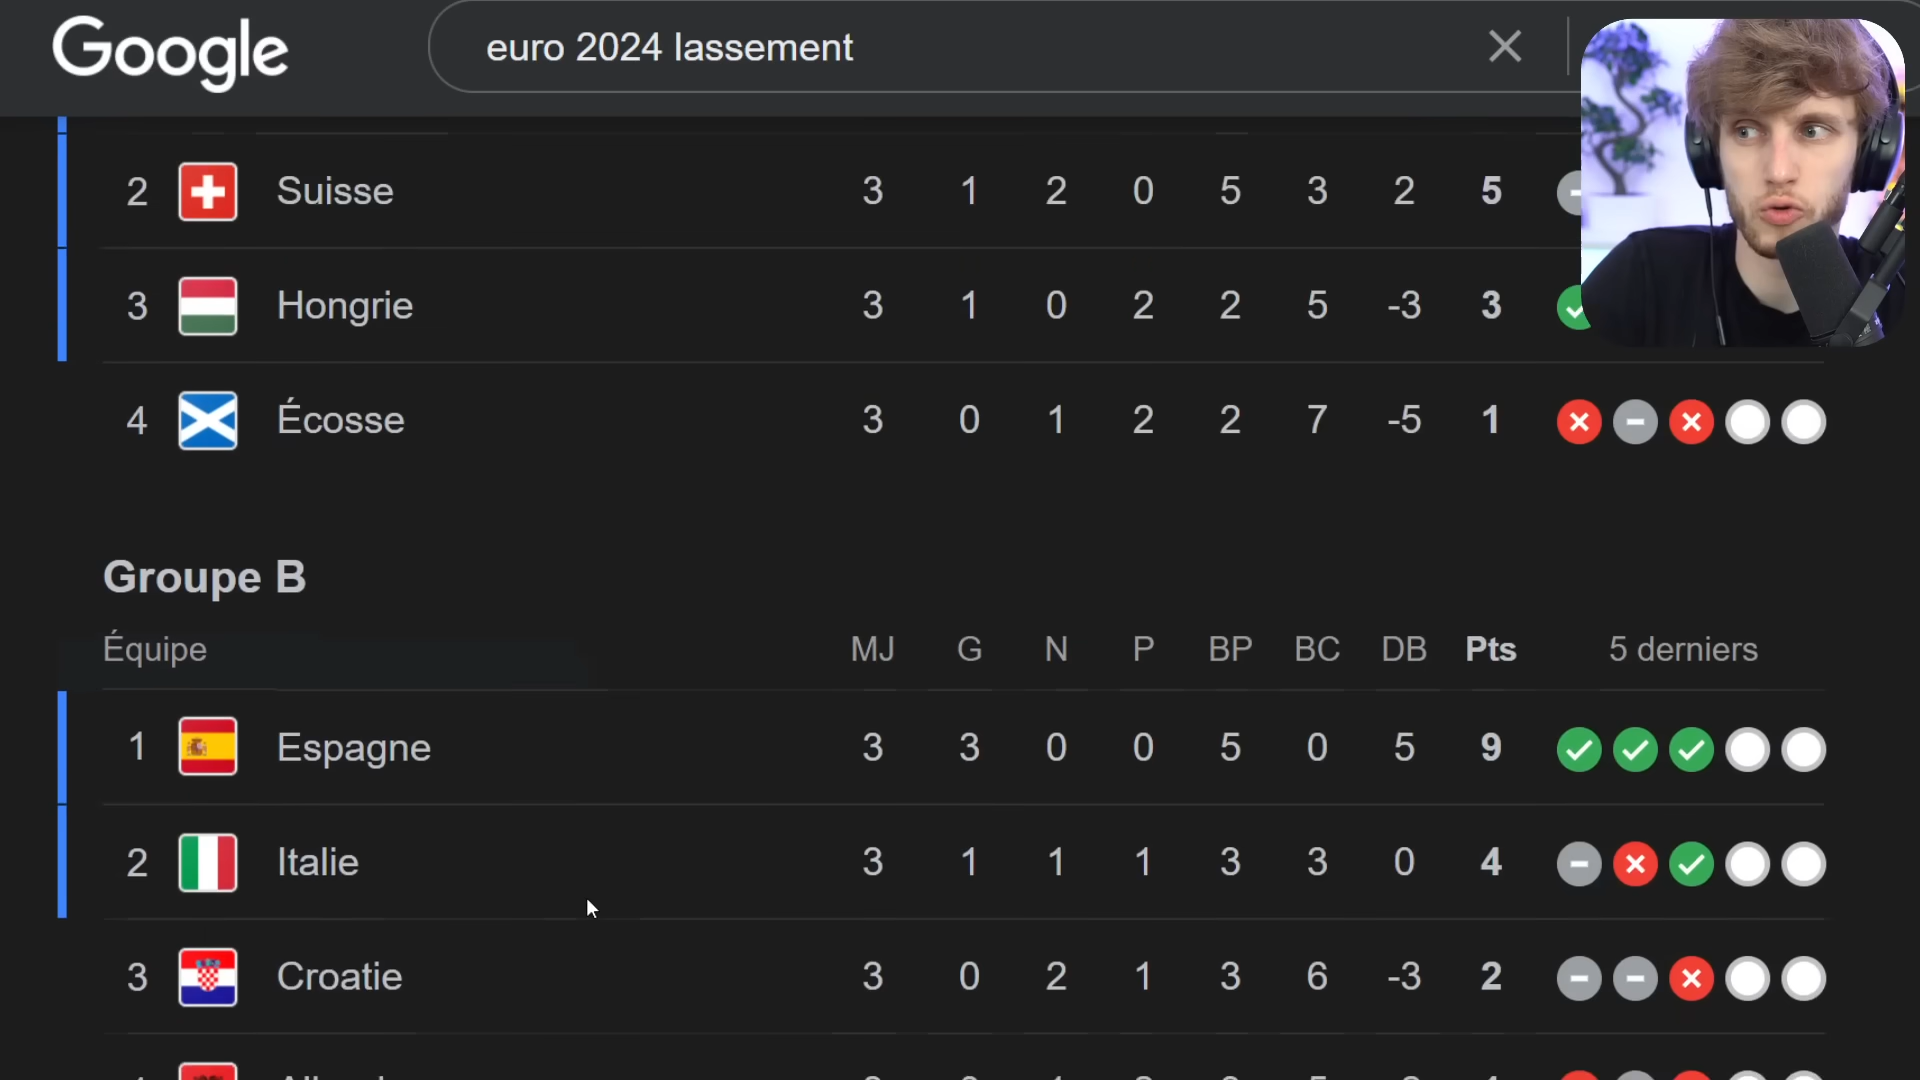 Google
euro 2024 lassement
2 Suisse 3 1 2 0 5 3 2 5
3 Hongrie 3 1 0 2 2 5 -3 3
4 Écosse 3 0 1 2 2 7 -5 1
Groupe B
Équipe MJ G N P BP BC DB Pts 5 derniers
1 Espagne 3 3 0 0 5 0 5 9
2 Italie 3 1 1 1 3 3 0 4
3 Croatie 3 0 2 1 3 6 -3 2